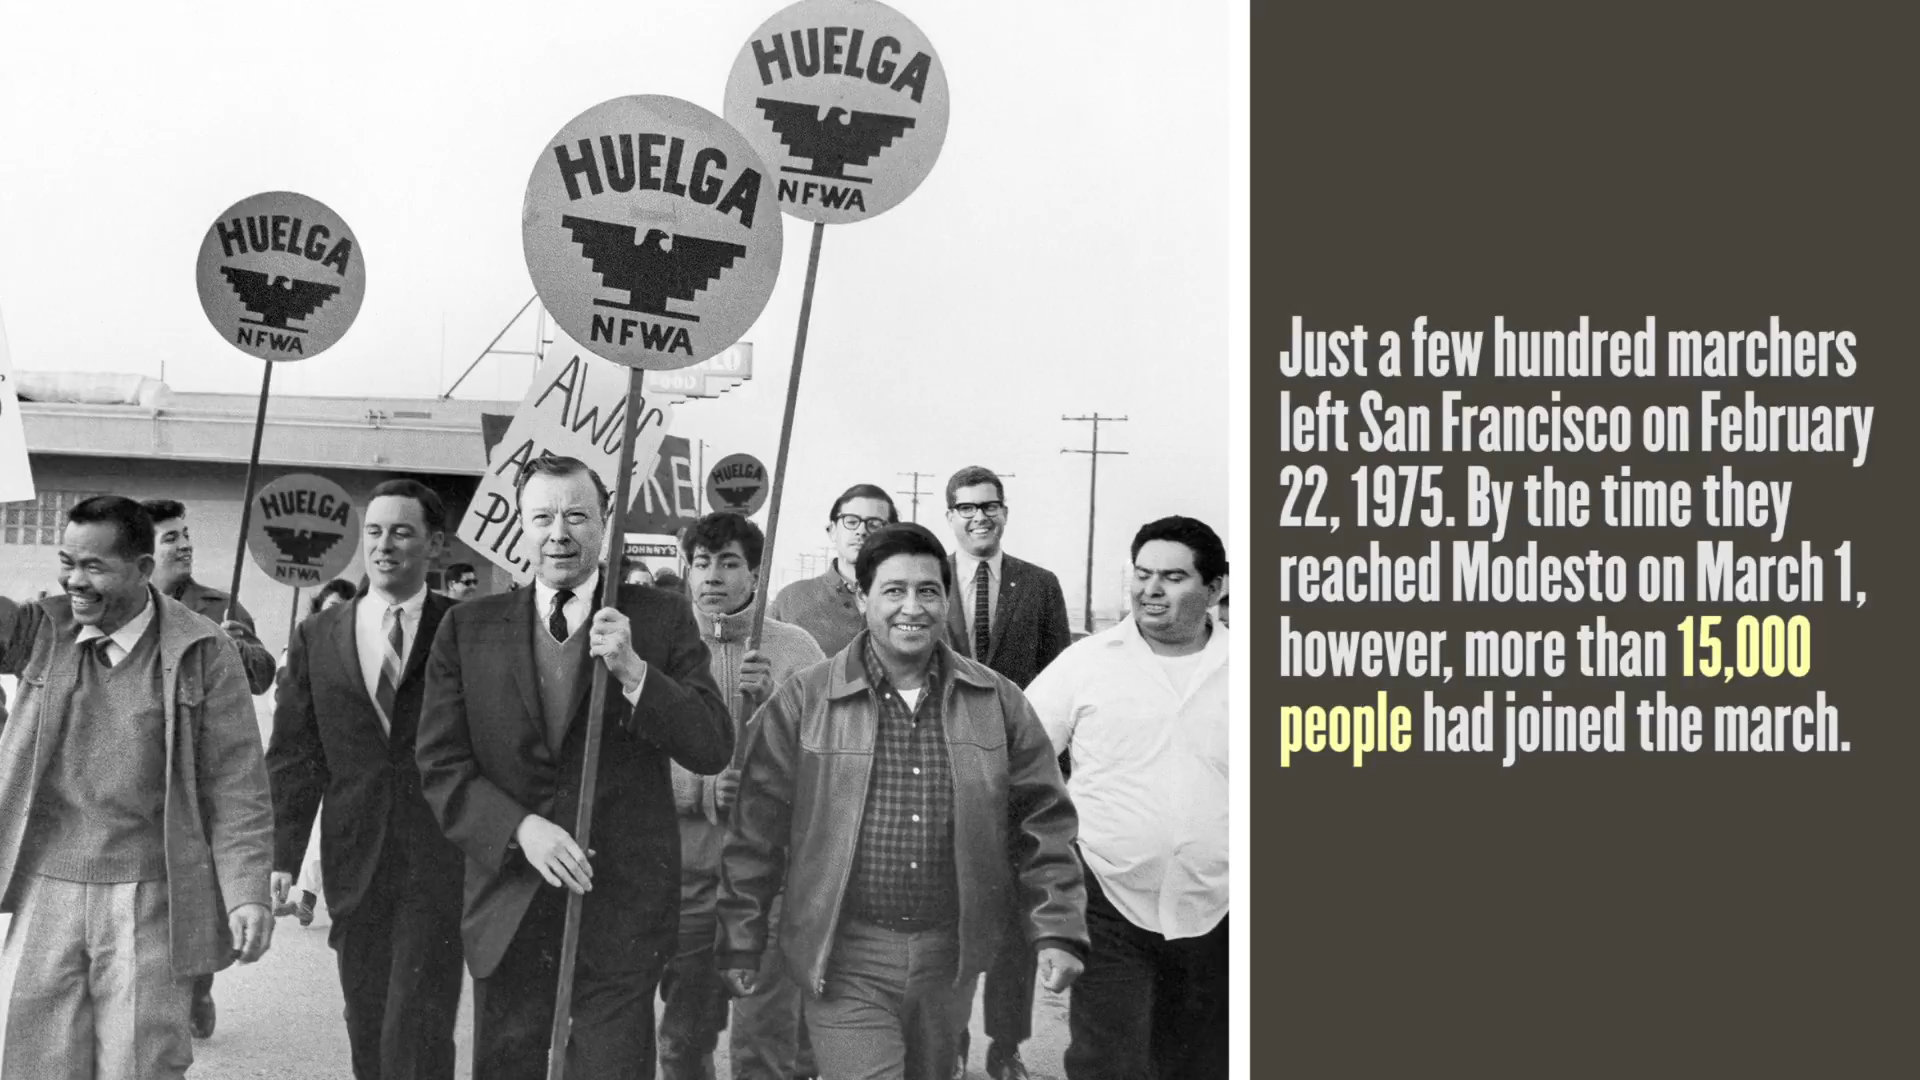 HUELGA
NFWA
HUELGA
NFWA
HUELGA
NFWA
HUELGA
NFWA
HUELGA
AWOC
JOHNNY'S
Just a few hundred marchers
left San Francisco on February
22, 1975. By the time they
reached Modesto on March 1,
however, more than 15,000
people had joined the march.